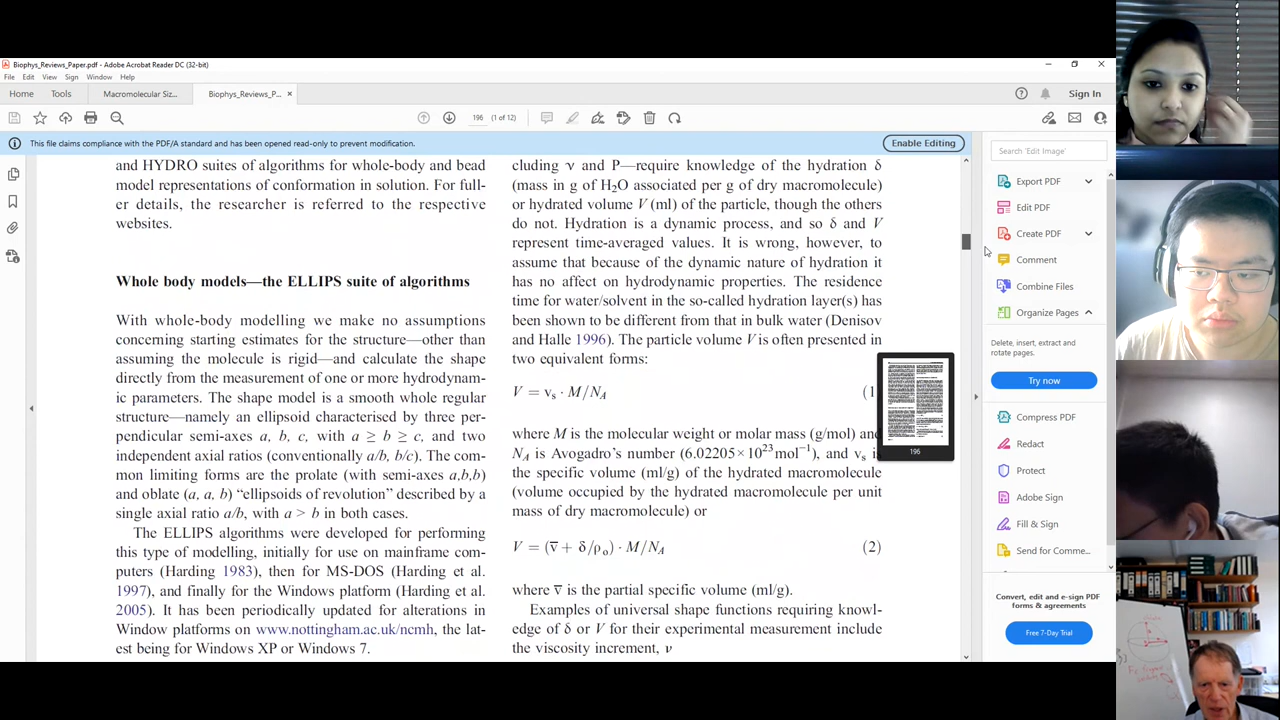 Biophys_Reviews_Paper.pdf - Adobe Acrobat Reader DC (32-bit)
File Edit View Sign Window Help
Home Tools Macromolecular Siz... Biophys_Reviews_P... × Sign In
196 (1 of 12)
This file claims compliance with the PDF/A standard and has been opened read-only to prevent modification. Enable Editing
and HYDRO suites of algorithms for whole-body and bead
model representations of conformation in solution. For full-
er details, the researcher is referred to the respective
websites.
Whole body models—the ELLIPS suite of algorithms
With whole-body modelling we make no assumptions
concerning starting estimates for the structure—other than
assuming the molecule is rigid—and calculate the shape
directly from the measurement of one or more hydrodynam-
ic parameters. The shape model is a smooth whole regular
structure—namely an ellipsoid characterised by three per-
pendicular semi-axes a, b, c, with a ≥ b ≥ c, and two
independent axial ratios (conventionally a/b, b/c). The com-
mon limiting forms are the prolate (with semi-axes a,b,b)
and oblate (a, a, b) “ellipsoids of revolution” described by a
single axial ratio a/b, with a > b in both cases.
The ELLIPS algorithms were developed for performing
this type of modelling, initially for use on mainframe com-
puters (Harding 1983), then for MS-DOS (Harding et al.
1997), and finally for the Windows platform (Harding et al.
2005). It has been periodically updated for alterations in
Window platforms on www.nottingham.ac.uk/ncmh, the lat-
est being for Windows XP or Windows 7.
cluding ν and P—require knowledge of the hydration δ
(mass in g of H₂O associated per g of dry macromolecule)
or hydrated volume V (ml) of the particle, though the others
do not. Hydration is a dynamic process, and so δ and V
represent time-averaged values. It is wrong, however, to
assume that because of the dynamic nature of hydration it
has no affect on hydrodynamic properties. The residence
time for water/solvent in the so-called hydration layer(s) has
been shown to be different from that in bulk water (Denisov
and Halle 1996). The particle volume V is often presented in
two equivalent forms:
V = vₛ · M/N_A (1
where M is the molecular weight or molar mass (g/mol) and
N_A is Avogadro's number (6.02205×10²³mol⁻¹), and vₛ is
the specific volume (ml/g) of the hydrated macromolecule
(volume occupied by the hydrated macromolecule per unit
mass of dry macromolecule) or
V = (v̅ + δ/ρₒ) · M/N_A (2)
where v̅ is the partial specific volume (ml/g).
Examples of universal shape functions requiring knowl-
edge of δ or V for their experimental measurement include
the viscosity increment, ν
196
Search 'Edit Image'
Export PDF
Edit PDF
Create PDF
Comment
Combine Files
Organize Pages
Delete, insert, extract and
rotate pages.
Try now
Compress PDF
Redact
Protect
Adobe Sign
Fill & Sign
Send for Comme...
Convert, edit and e-sign PDF
forms & agreements
Free 7-Day Trial